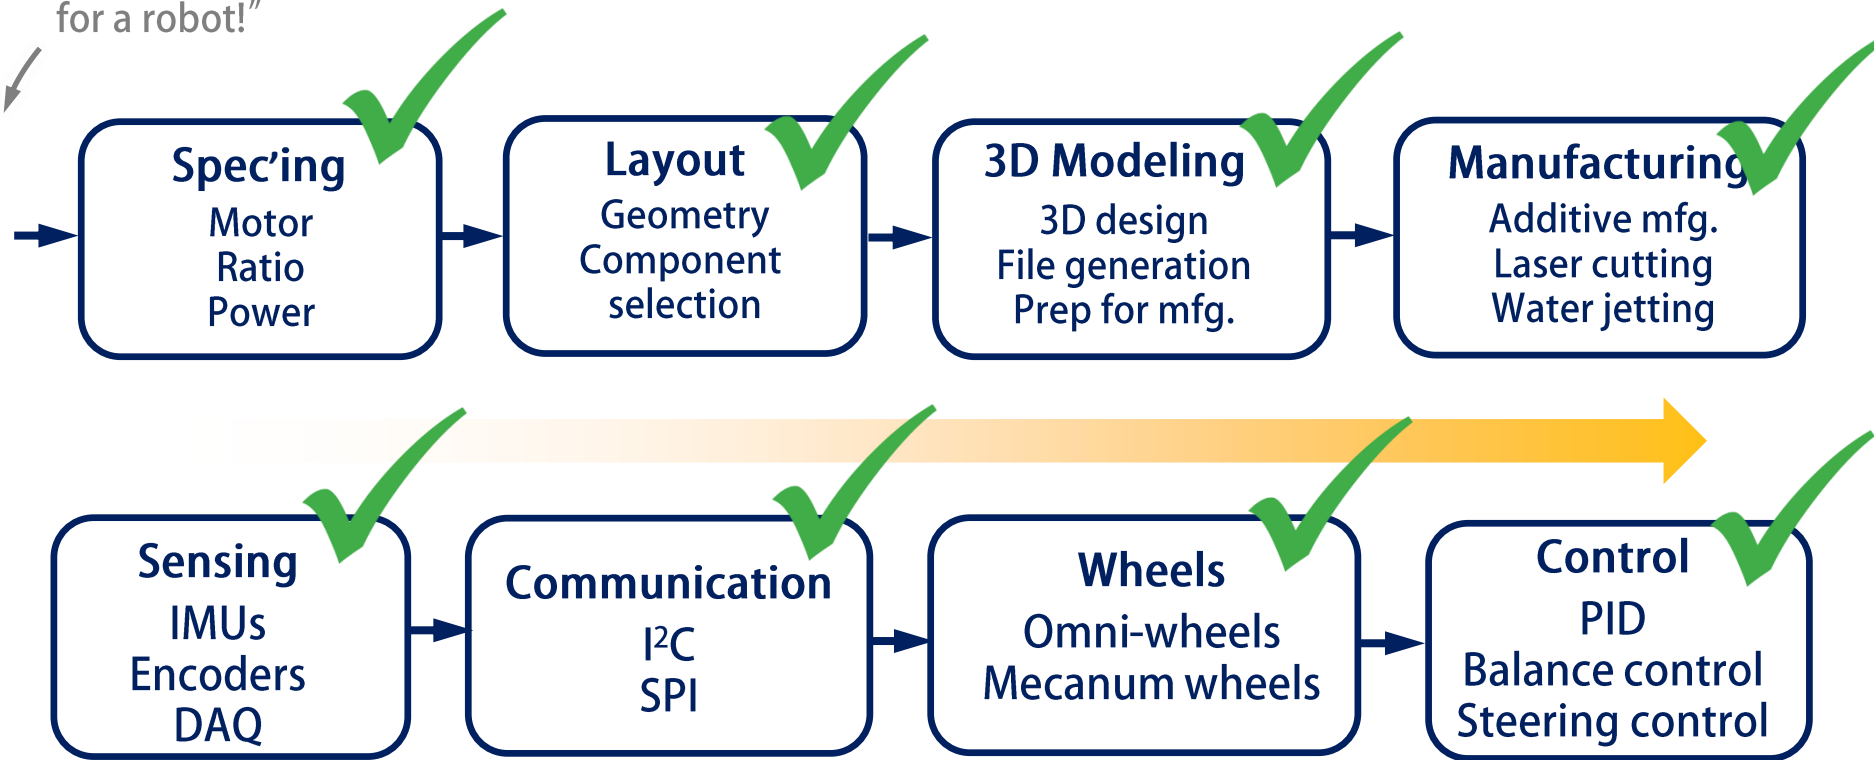 for a robot!”
Spec’ing
Motor
Ratio
Power
Layout
Geometry
Component
selection
3D Modeling
3D design
File generation
Prep for mfg.
Manufacturing
Additive mfg.
Laser cutting
Water jetting
Sensing
IMUs
Encoders
DAQ
Communication
I²C
SPI
Wheels
Omni-wheels
Mecanum wheels
Control
PID
Balance control
Steering control